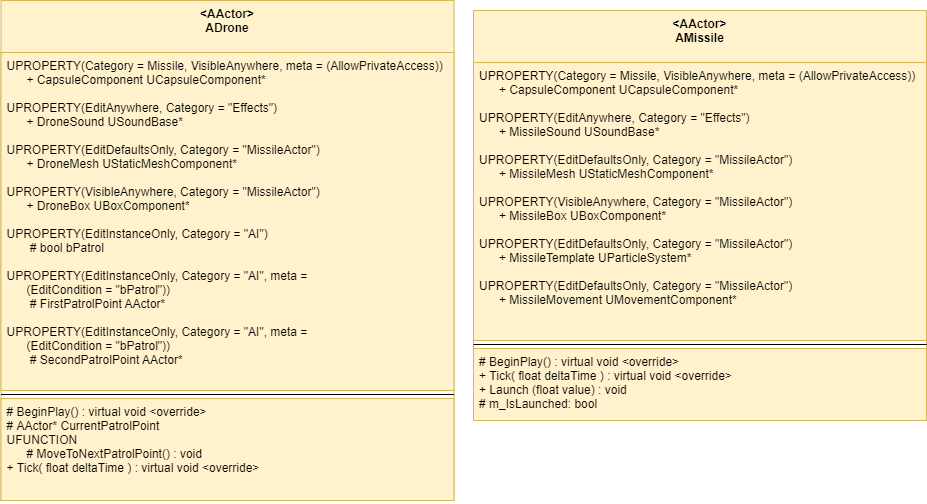 <AActor>
ADrone
UPROPERTY(Category = Missile, VisibleAnywhere, meta = (AllowPrivateAccess))
+ CapsuleComponent UCapsuleComponent*
UPROPERTY(EditAnywhere, Category = "Effects")
+ DroneSound USoundBase*
UPROPERTY(EditDefaultsOnly, Category = "MissileActor")
+ DroneMesh UStaticMeshComponent*
UPROPERTY(VisibleAnywhere, Category = "MissileActor")
+ DroneBox UBoxComponent*
UPROPERTY(EditInstanceOnly, Category = "AI")
# bool bPatrol
UPROPERTY(EditInstanceOnly, Category = "AI", meta =
(EditCondition = "bPatrol"))
# FirstPatrolPoint AActor*
UPROPERTY(EditInstanceOnly, Category = "AI", meta =
(EditCondition = "bPatrol"))
# SecondPatrolPoint AActor*
# BeginPlay() : virtual void <override>
# AActor* CurrentPatrolPoint
UFUNCTION
# MoveToNextPatrolPoint() : void
+ Tick( float deltaTime ) : virtual void <override>
<AActor>
AMissile
UPROPERTY(Category = Missile, VisibleAnywhere, meta = (AllowPrivateAccess))
+ CapsuleComponent UCapsuleComponent*
UPROPERTY(EditAnywhere, Category = "Effects")
+ MissileSound USoundBase*
UPROPERTY(EditDefaultsOnly, Category = "MissileActor")
+ MissileMesh UStaticMeshComponent*
UPROPERTY(VisibleAnywhere, Category = "MissileActor")
+ MissileBox UBoxComponent*
UPROPERTY(EditDefaultsOnly, Category = "MissileActor")
+ MissileTemplate UParticleSystem*
UPROPERTY(EditDefaultsOnly, Category = "MissileActor")
+ MissileMovement UMovementComponent*
# BeginPlay() : virtual void <override>
+ Tick( float deltaTime ) : virtual void <override>
+ Launch (float value) : void
# m_IsLaunched: bool